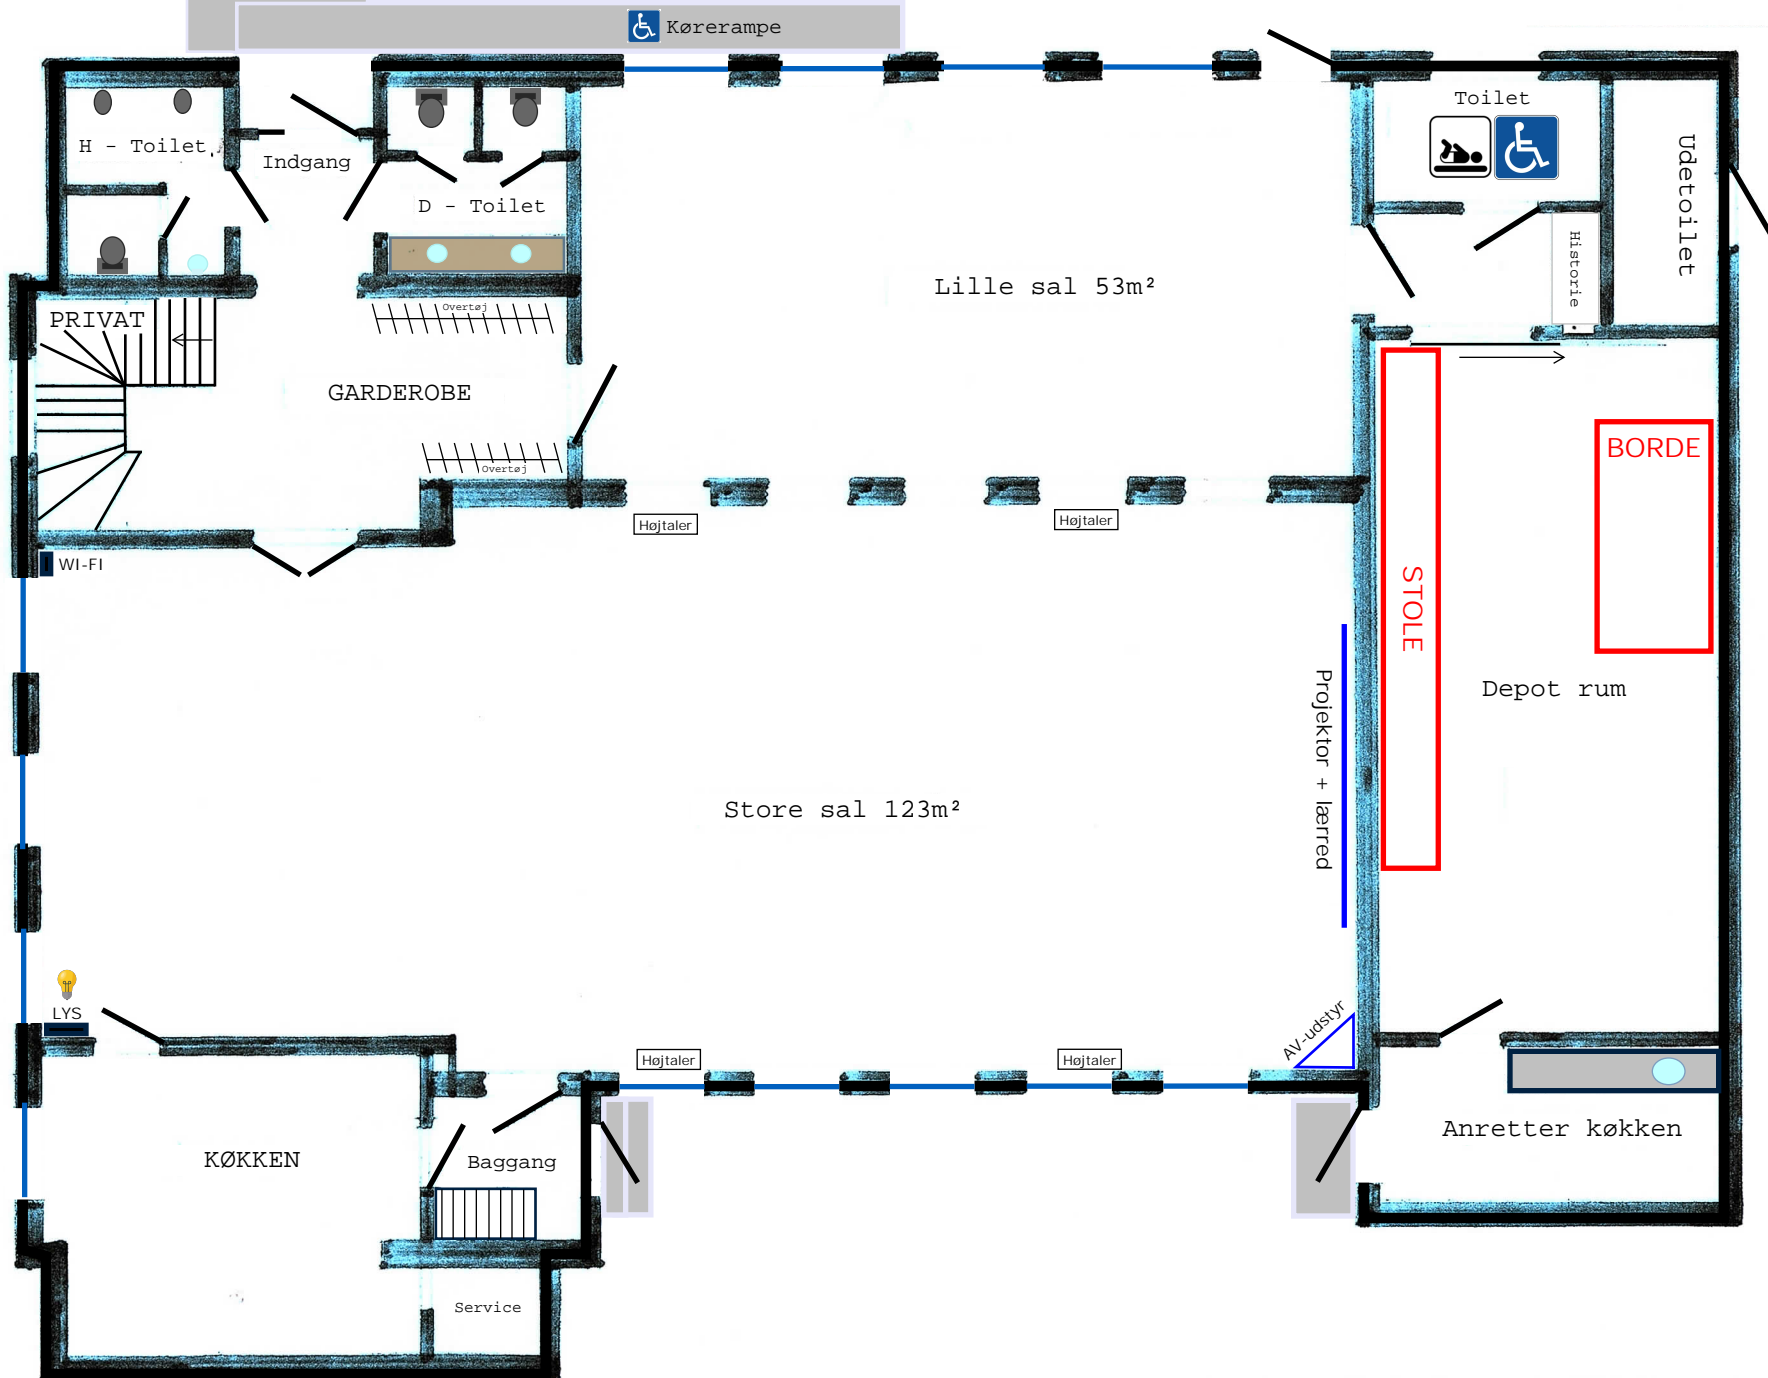 Kørerampe
H - Toilet
Indgang
D - Toilet
Toilet
Udetoilet
Historie
Lille sal 53m²
PRIVAT
Overtøj
GARDEROBE
Overtøj
BORDE
STOLE
Højtaler
Højtaler
WI-FI
Depot rum
Projektor + lærred
Store sal 123m²
LYS
AV-udstyr
Højtaler
Højtaler
Anretter køkken
KØKKEN
Baggang
Service